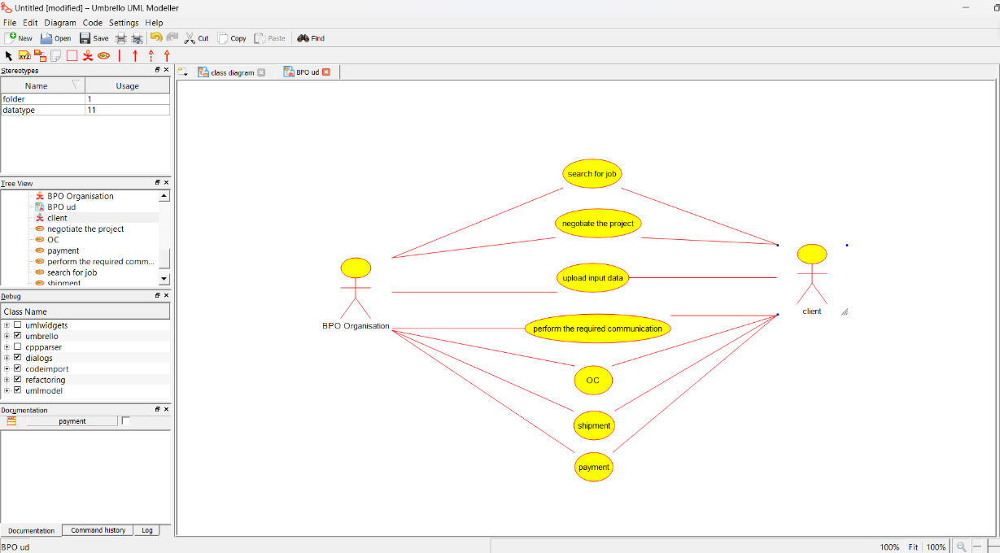 Untitled [modified] – Umbrello UML Modeller
File Edit Diagram Code Settings Help
New Open Save Cut Copy Paste Find
XYZ ABC
Stereotypes
class diagram BPO ud
Name Usage
folder 1
datatype 11
search for job
Tree View
BPO Organisation
BPO ud
client
negotiate the project
OC
payment
perform the required comm...
search for job
shipment
negotiate the project
upload input data
Debug
Class Name
umlwidgets
umbrello
cppparser
dialogs
codeimport
refactoring
umlmodel
client
BPO Organisation
perform the required communication
OC
shipment
payment
Documentation
payment
Documentation Command history Log
BPO ud 100% Fit 100%